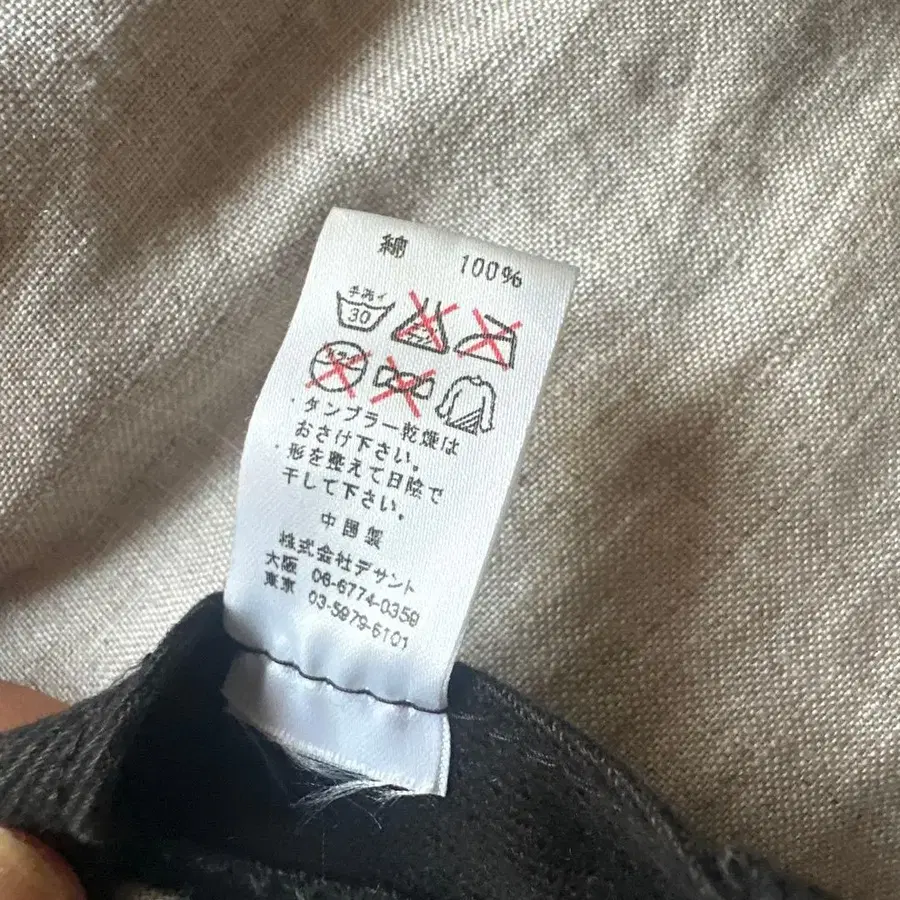 綿 100%
手洗イ
30
・タンブラー乾燥は
おさけ下さい。
・形を整えて日陰で
干して下さい。
中国製
株式会社デサント
大阪 06-6774-0359
東京 03-5979-6101